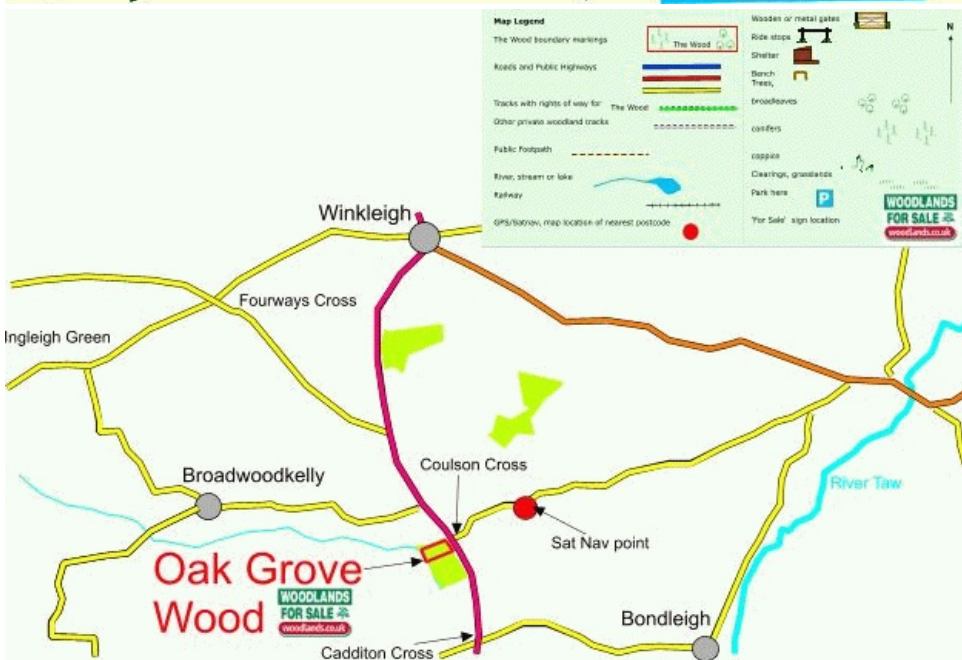 Map Legend
The Wood boundary markings
The Wood
Roads and Public Highways
Tracks with rights of way for The Wood
Other private woodland tracks
Public Footpath
River, stream or lake
Railway
GPS/Satnav, map location of nearest postcode
Wooden or metal gates
Ride stops
Shelter
Bench
Trees,
broadleaves
conifers
coppice
Clearings, grasslands
Park here
P
'For Sale' sign location
N
WOODLANDS
FOR SALE
woodlands.co.uk
Winkleigh
Fourways Cross
Ingleigh Green
Coulson Cross
Broadwoodkelly
River Taw
Sat Nav point
Oak Grove
Wood
WOODLANDS
FOR SALE
woodlands.co.uk
Bondleigh
Cadditon Cross